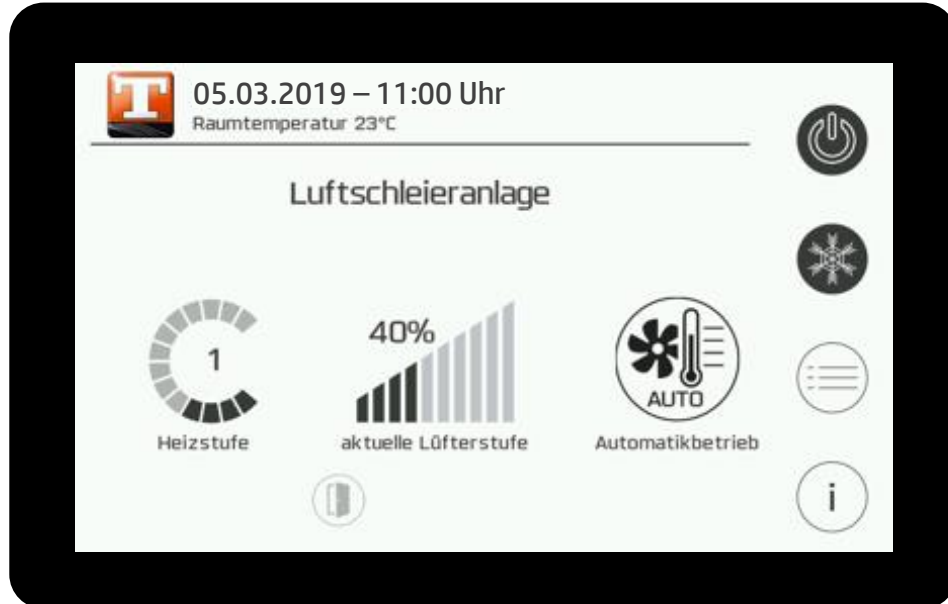 T
05.03.2019 – 11:00 Uhr
Raumtemperatur 23°C
Luftschleieranlage
1
Heizstufe
40%
aktuelle Lüfterstufe
AUTO
Automatikbetrieb
i